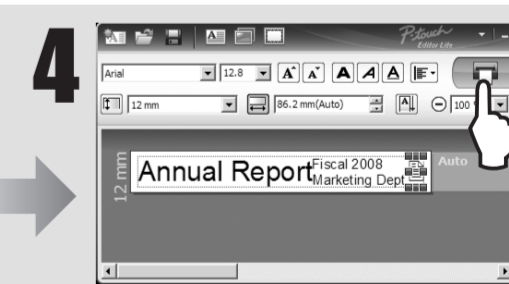 4
P-touch
Editor Lite
Arial 12.8 A A A A A
12 mm 86.2 mm(Auto) A 100
12 mm
Annual Report
Fiscal 2008
Marketing Dept
Auto